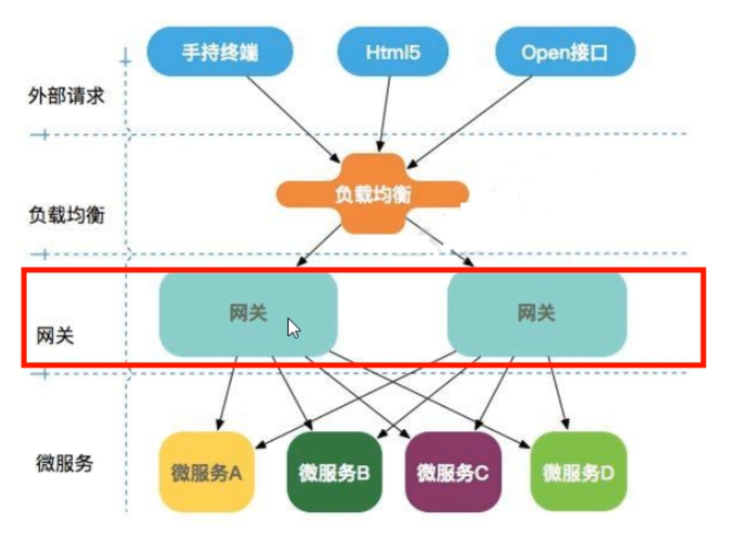 手持终端
Html5
Open接口
外部请求
负载均衡
负载均衡
网关
网关
网关
微服务
微服务A
微服务B
微服务C
微服务D